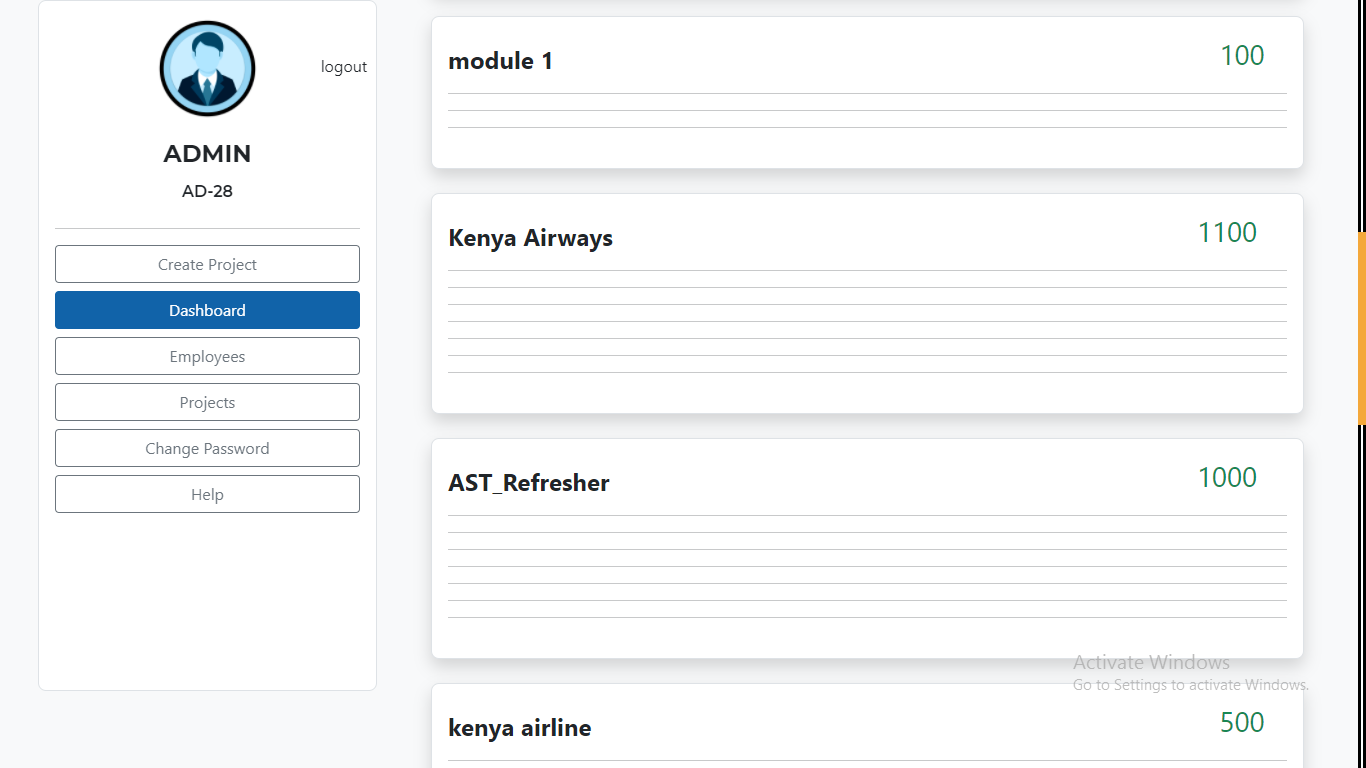 logout
ADMIN
AD-28
Create Project
Dashboard
Employees
Projects
Change Password
Help
module 1
100
Kenya Airways
1100
AST_Refresher
1000
kenya airline
500
Activate Windows
Go to Settings to activate Windows.